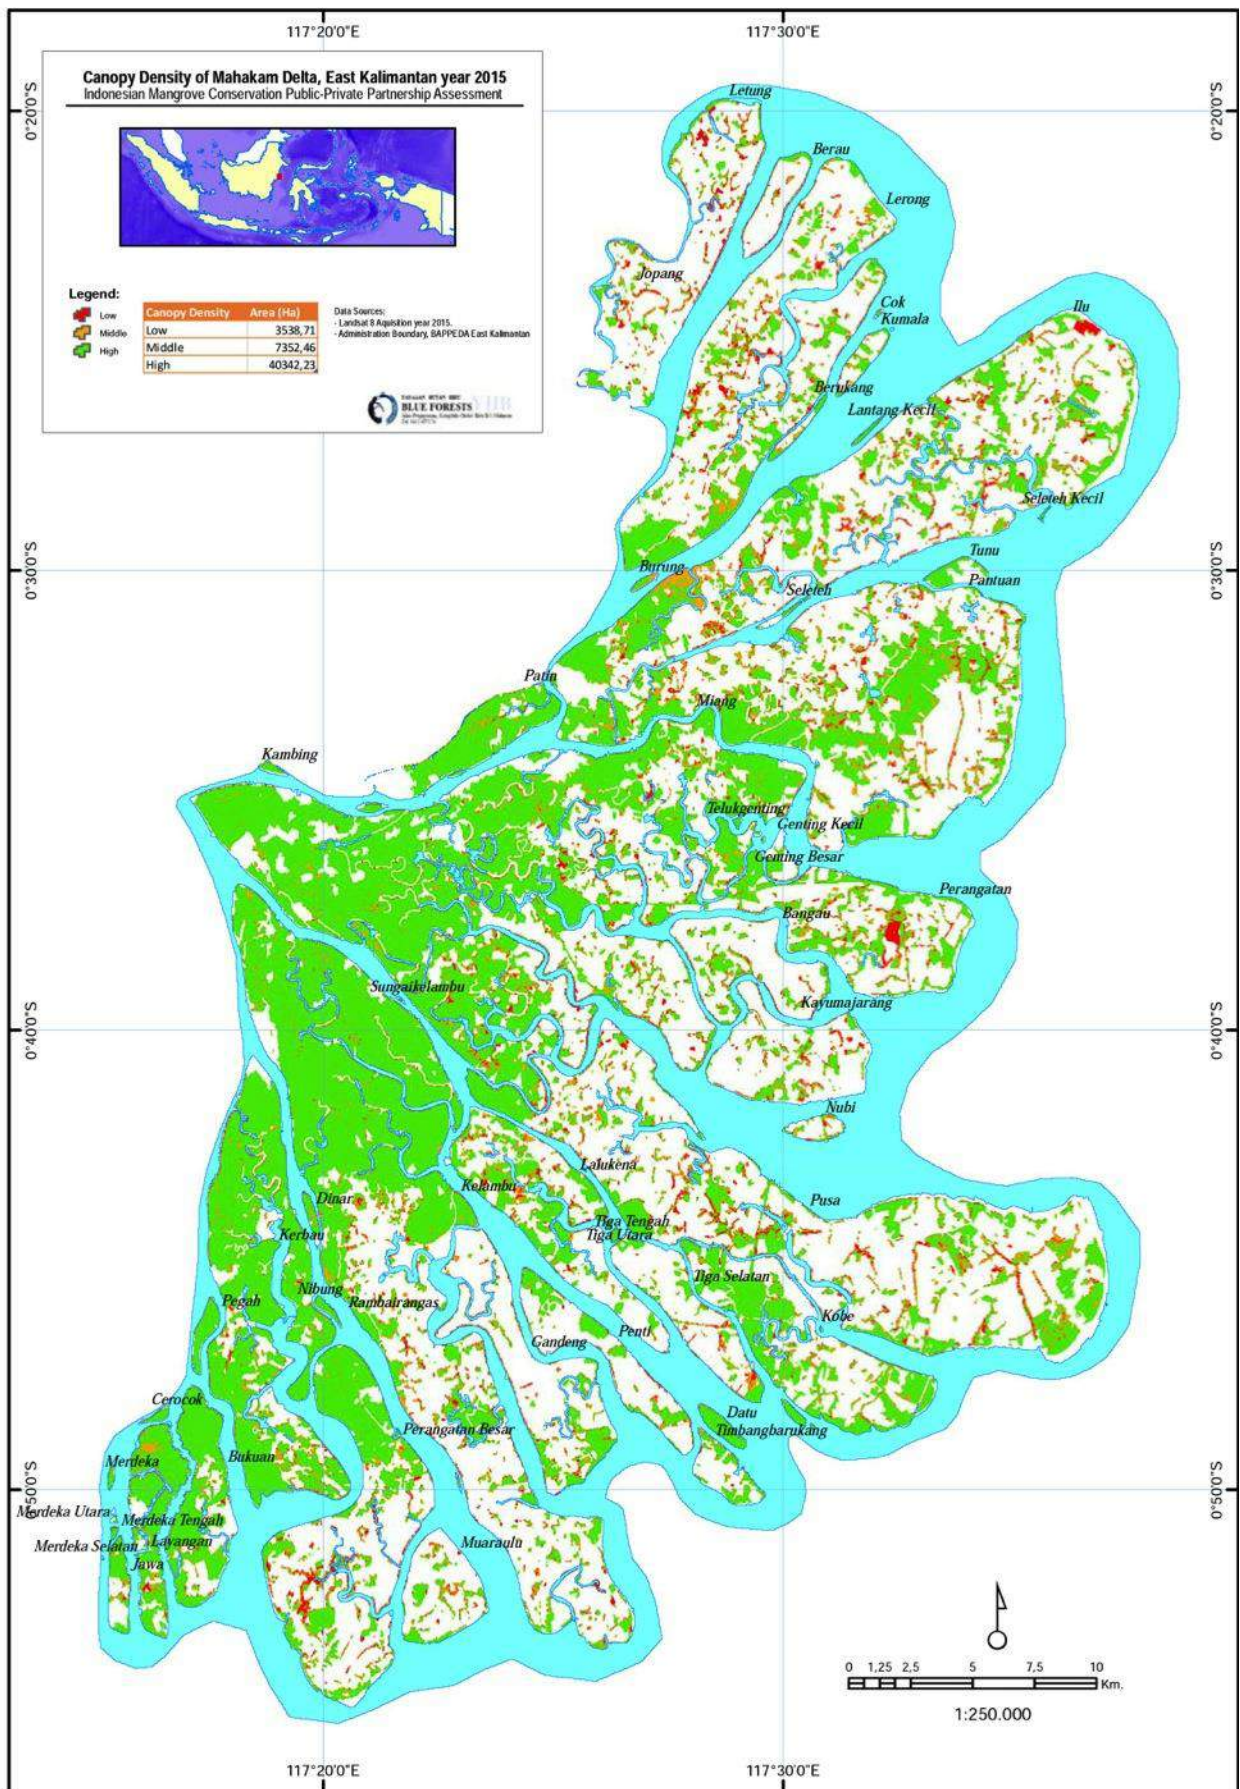 117°20'0"E
117°30'0"E
Canopy Density of Mahakam Delta, East Kalimantan year 2015
Indonesian Mangrove Conservation Public-Private Partnership Assessment
0°20'0"S
0°20'0"S
Letung
Berau
Lerong
Jopang
Legend:
Low
Middle
High
Canopy Density Area (Ha)
Low 3538,71
Middle 7352,46
High 40342,23
Data Sources:
- Landsat 8 Aquisition year 2015.
- Administration Boundary, BAPPEDA East Kalimantan
BLUE FORESTS
Cok
Kumala
Ilu
Berukang
Lantang Kecil
Seleteh Kecil
Tunu
0°30'0"S
0°30'0"S
Burung
Pantuan
Seleteh
Patin
Miang
Kambing
Telukgenting
Genting Kecil
Genting Besar
Perangatan
Bangau
Sungaikelambu
Kayumajarang
0°40'0"S
0°40'0"S
Nubi
Lalukena
Kelambu
Dinar
Pusa
Tiga Tengah
Tiga Utara
Kerbau
Tiga Selatan
Nibung
Pegah
Rambairangas
Kobe
Penti
Gandeng
Cerocok
Datu
Timbangbarukang
Perangatan Besar
Bukuan
Merdeka
0°50'0"S
0°50'0"S
Merdeka Utara
Merdeka Tengah
Merdeka Selatan
Layangan
Jawa
Muaraulu
0 1,25 2,5 5 7,5 10
Km.
1:250.000
117°20'0"E
117°30'0"E